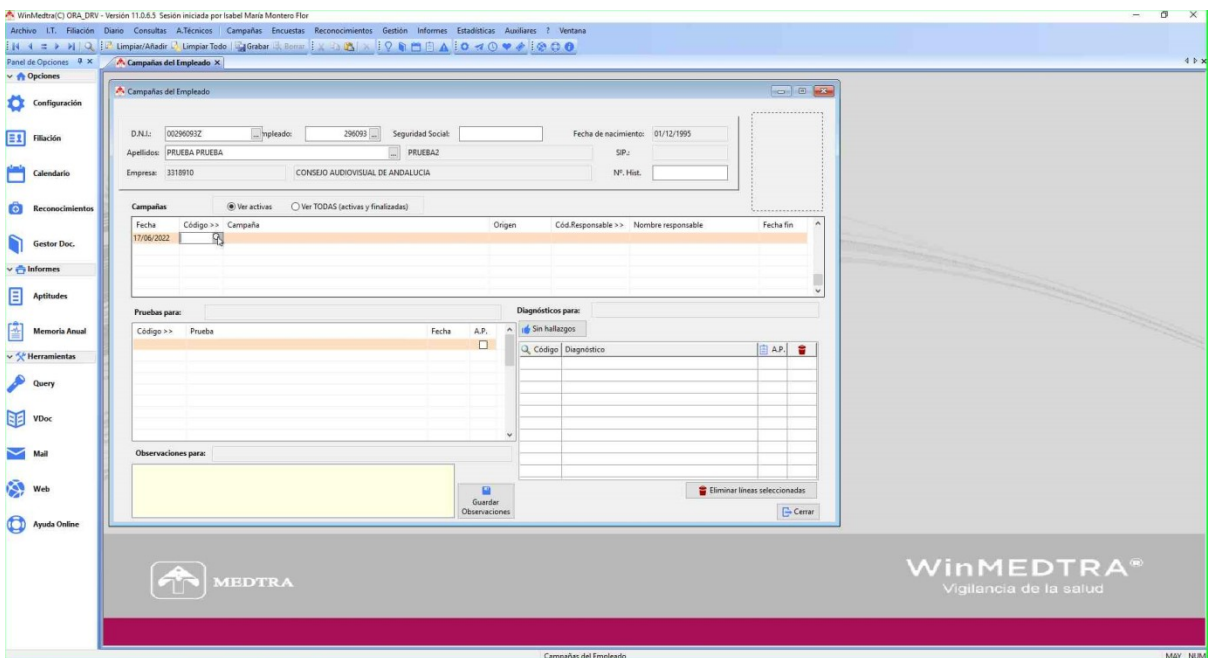 WinMedtra(C) ORA_DRV - Versión 11.0.6.5 Sesión iniciada por Isabel María Montero Flor
Archivo I.T. Filiación Diario Consultas A.Técnicos Campañas Encuestas Reconocimientos Gestión Informes Estadísticas Auxiliares ? Ventana
Limpiar/Añadir Limpiar Todo Grabar Borrar
Panel de Opciones
Campañas del Empleado
Opciones
Configuración
Filiación
Calendario
Reconocimientos
Gestor Doc.
Informes
Aptitudes
Memoria Anual
Herramientas
Query
VDoc
Mail
Web
Ayuda Online
Campañas del Empleado
D.N.I.: 00296093Z ... mpleado: 296093 ... Seguridad Social: Fecha de nacimiento: 01/12/1995
Apellidos: PRUEBA PRUEBA ... PRUEBA2 SIP.:
Empresa: 3318910 CONSEJO AUDIOVISUAL DE ANDALUCIA Nº. Hist.
Campañas Ver activas Ver TODAS (activas y finalizadas)
Fecha Código >> Campaña Origen Cód.Responsable >> Nombre responsable Fecha fin
17/06/2022
Pruebas para:
Código >> Prueba Fecha A.P.
Diagnósticos para:
Sin hallazgos
Código Diagnóstico A.P.
Observaciones para:
Guardar
Observaciones
Eliminar líneas seleccionadas
Cerrar
MEDTRA
WinMEDTRA®
Vigilancia de la salud
Campañas del Empleado MAY NUM